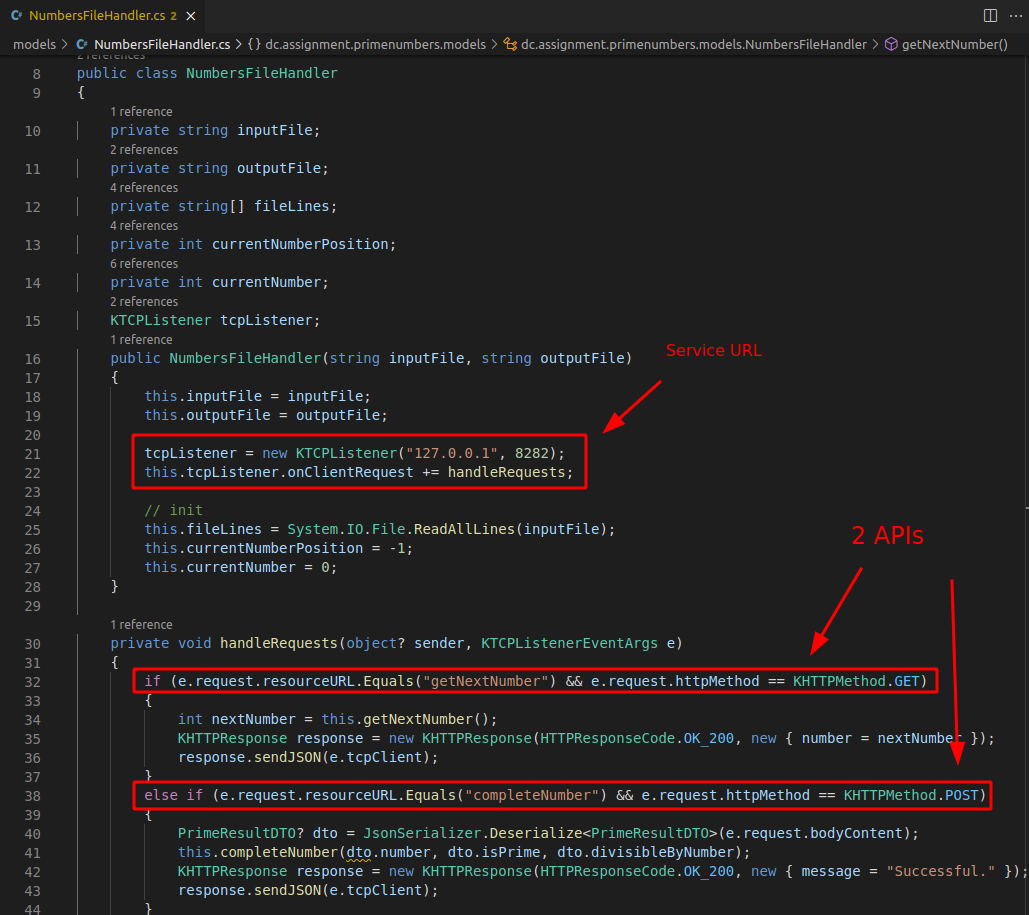 NumbersFileHandler.cs 2
models > NumbersFileHandler.cs > {} dc.assignment.primenumbers.models > dc.assignment.primenumbers.models.NumbersFileHandler > getNextNumber()
2 references
8 public class NumbersFileHandler
9 {
1 reference
10 private string inputFile;
2 references
11 private string outputFile;
4 references
12 private string[] fileLines;
4 references
13 private int currentNumberPosition;
6 references
14 private int currentNumber;
2 references
15 KTCPListener tcpListener;
1 reference
16 public NumbersFileHandler(string inputFile, string outputFile)
Service URL
17 {
18 this.inputFile = inputFile;
19 this.outputFile = outputFile;
20
21 tcpListener = new KTCPListener("127.0.0.1", 8282);
22 this.tcpListener.onClientRequest += handleRequests;
23
24 // init
25 this.fileLines = System.IO.File.ReadAllLines(inputFile);
26 this.currentNumberPosition = -1;
2 APIs
27 this.currentNumber = 0;
28 }
29
1 reference
30 private void handleRequests(object? sender, KTCPListenerEventArgs e)
31 {
32 if (e.request.resourceURL.Equals("getNextNumber") && e.request.httpMethod == KHTTPMethod.GET)
33 {
34 int nextNumber = this.getNextNumber();
35 KHTTPResponse response = new KHTTPResponse(HTTPResponseCode.OK_200, new { number = nextNumber });
36 response.sendJSON(e.tcpClient);
37 }
38 else if (e.request.resourceURL.Equals("completeNumber") && e.request.httpMethod == KHTTPMethod.POST)
39 {
40 PrimeResultDTO? dto = JsonSerializer.Deserialize<PrimeResultDTO>(e.request.bodyContent);
41 this.completeNumber(dto.number, dto.isPrime, dto.divisibleByNumber);
42 KHTTPResponse response = new KHTTPResponse(HTTPResponseCode.OK_200, new { message = "Successful." });
43 response.sendJSON(e.tcpClient);
44 }